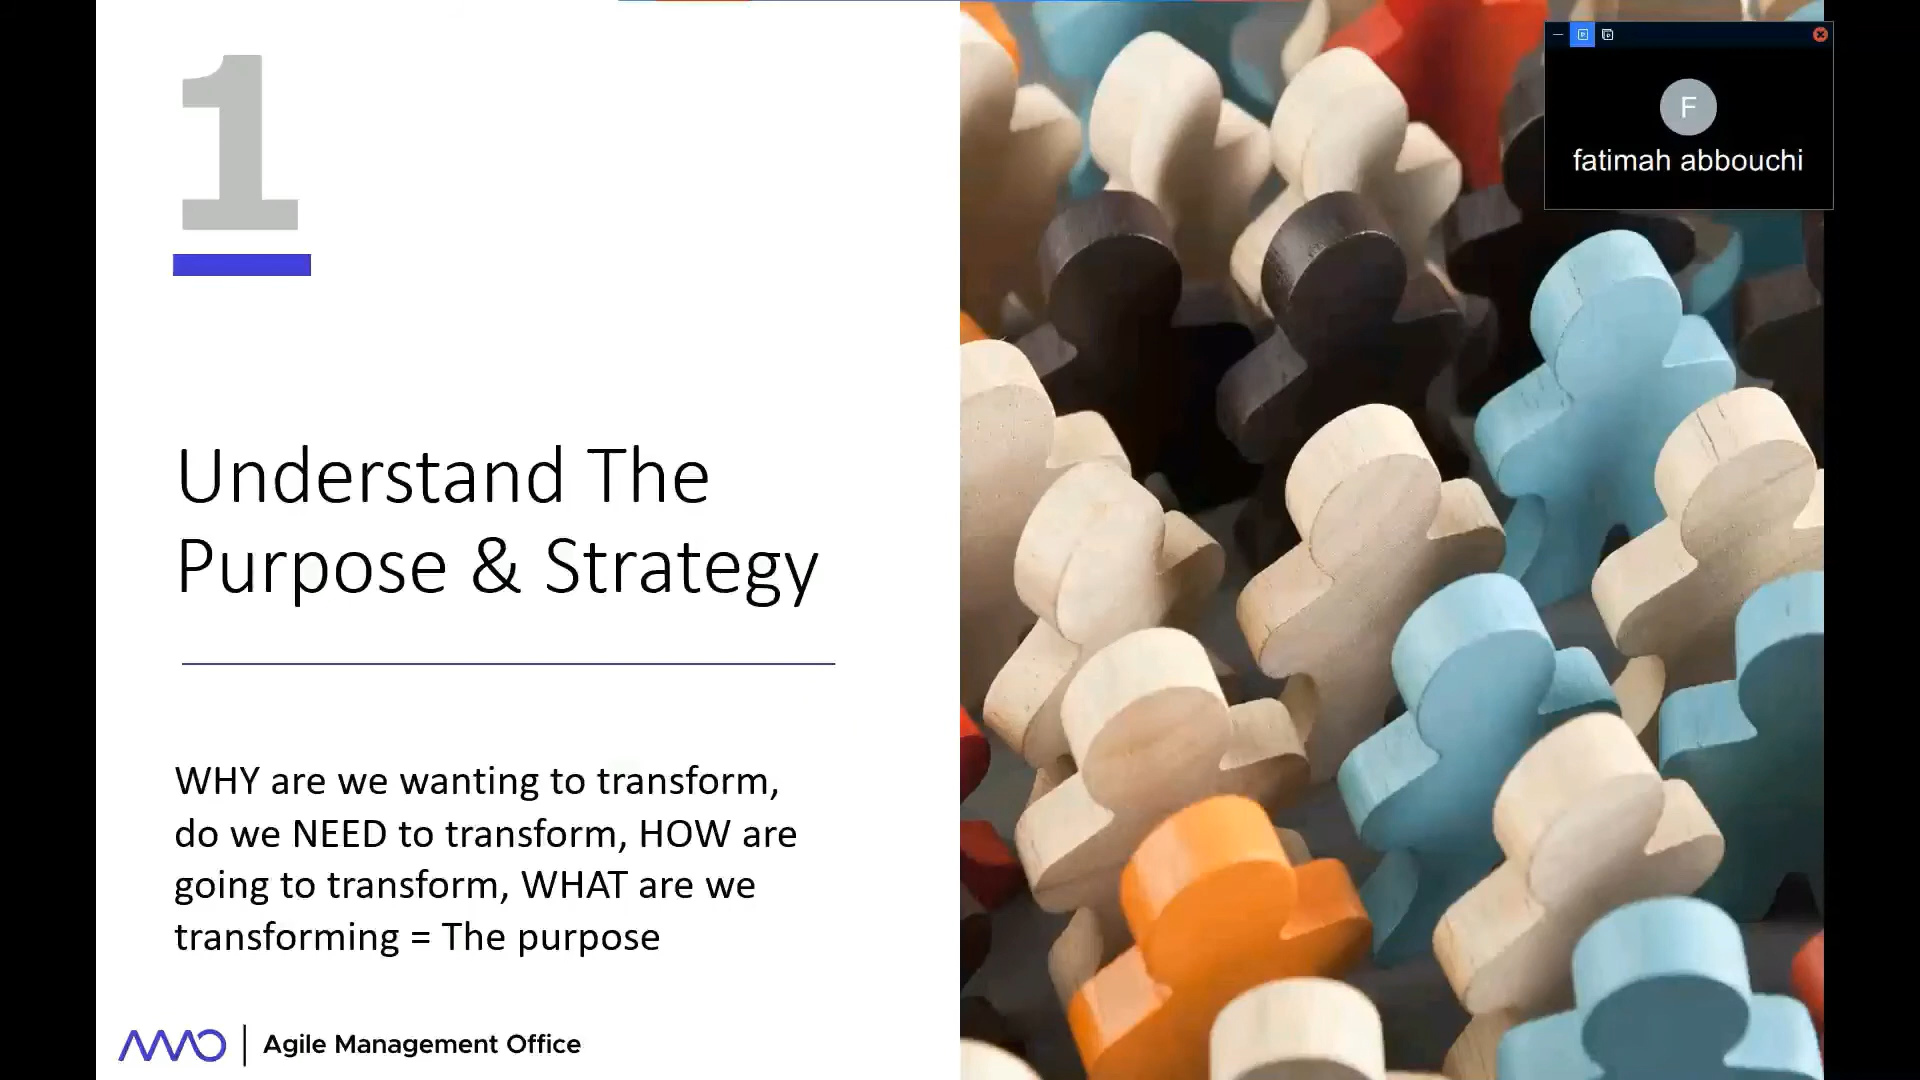 1
Understand The
Purpose & Strategy
WHY are we wanting to transform,
do we NEED to transform, HOW are
going to transform, WHAT are we
transforming = The purpose
AMO | Agile Management Office
F
fatimah abbouchi